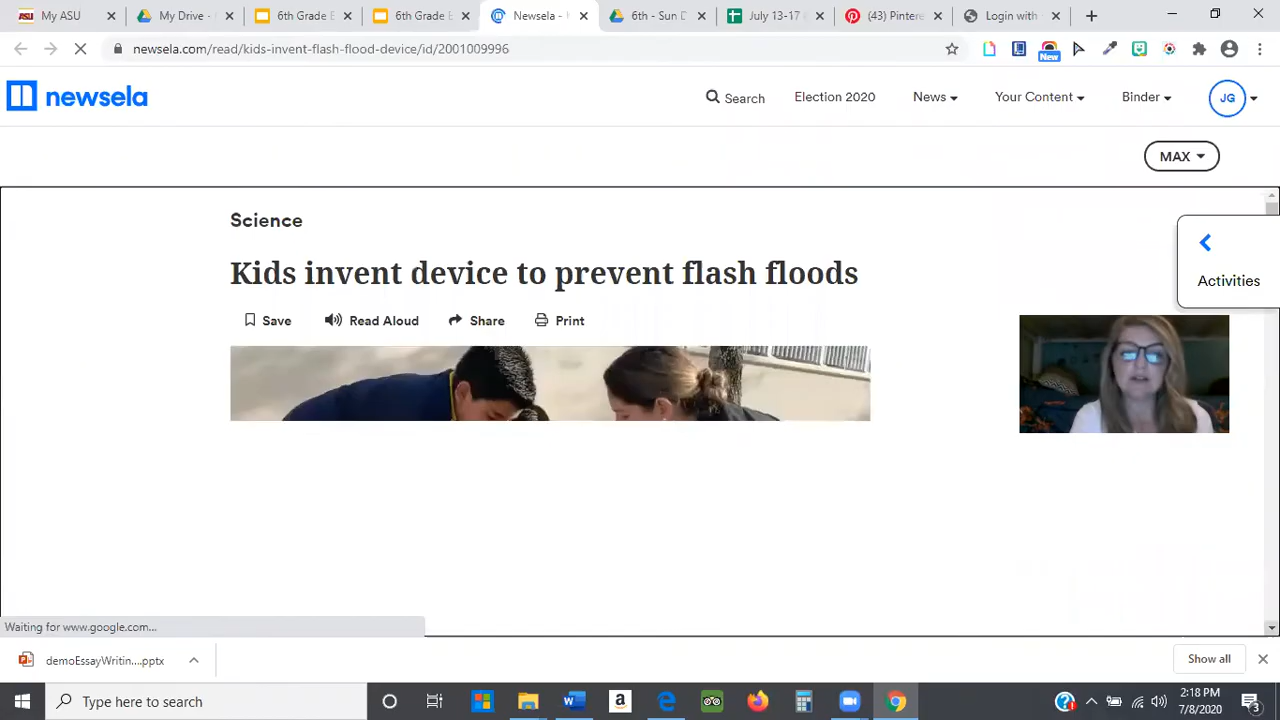 My ASU
My Drive -
6th Grade E
6th Grade
Newsela -
6th - Sun D
July 13-17
(43) Pintere
Login with
newsela.com/read/kids-invent-flash-flood-device/id/2001009996
New
newsela
Search
Election 2020
News
Your Content
Binder
JG
MAX
Science
Kids invent device to prevent flash floods
Save
Read Aloud
Share
Print
Activities
Waiting for www.google.com...
demoEssayWritin....pptx
Show all
Type here to search
2:18 PM
7/8/2020
3